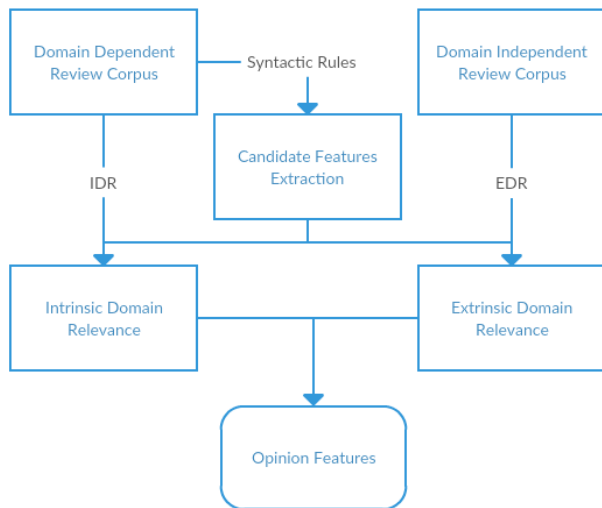 Domain Dependent
Review Corpus
Syntactic Rules
Domain Independent
Review Corpus
Candidate Features
Extraction
IDR
EDR
Intrinsic Domain
Relevance
Extrinsic Domain
Relevance
Opinion Features